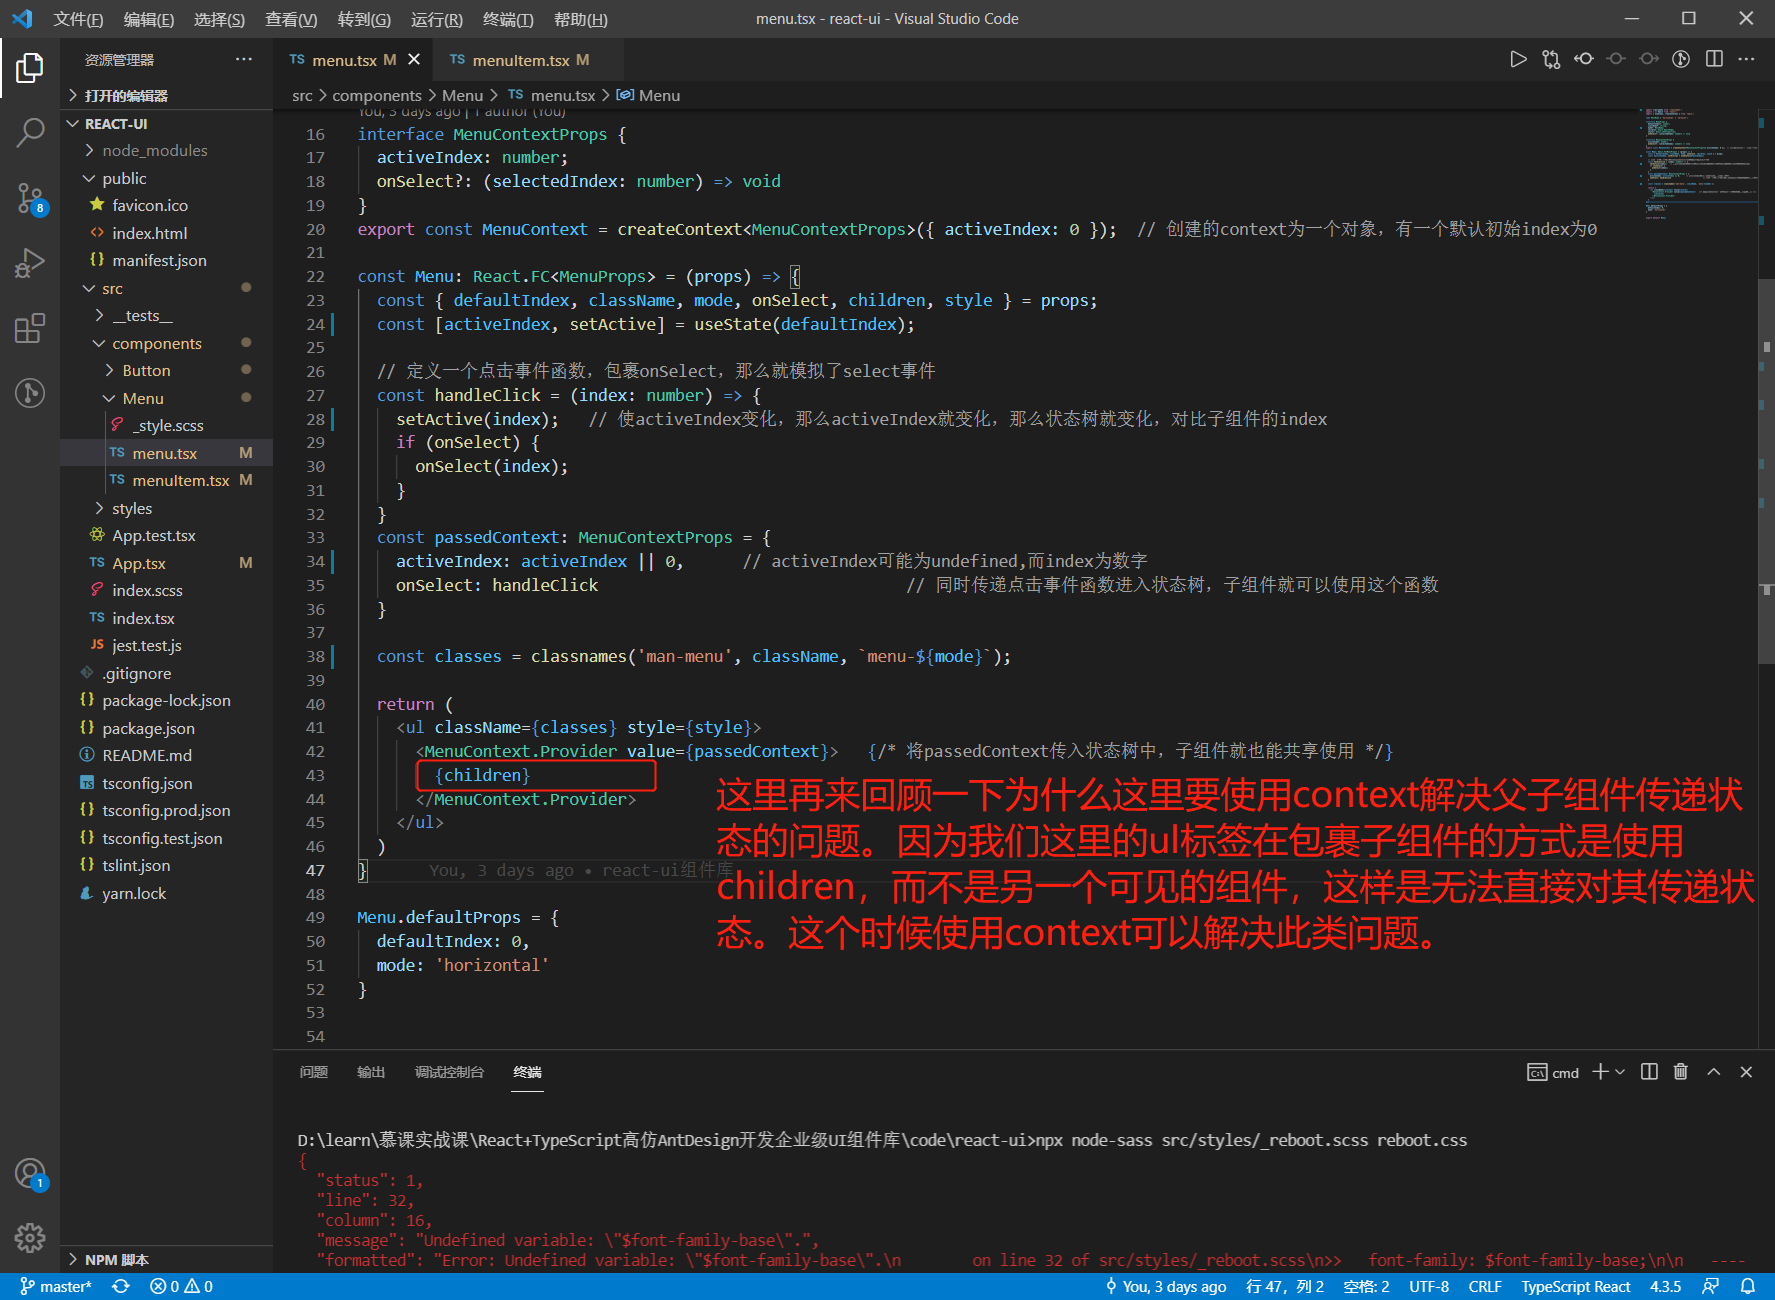 文件(F) 编辑(E) 选择(S) 查看(V) 转到(G) 运行(R) 终端(T) 帮助(H)
menu.tsx - react-ui - Visual Studio Code
资源管理器
打开的编辑器
REACT-UI
node_modules
public
favicon.ico
index.html
manifest.json
src
__tests__
components
Button
Menu
_style.scss
menu.tsx M
menuItem.tsx M
styles
App.test.tsx
App.tsx M
index.scss
index.tsx
jest.test.js
.gitignore
package-lock.json
package.json
README.md
tsconfig.json
tsconfig.prod.json
tsconfig.test.json
tslint.json
yarn.lock
NPM 脚本
8
1
TS menu.tsx M
TS menuItem.tsx M
src > components > Menu > TS menu.tsx > Menu
You, 3 days ago | 1 author (You)
16 interface MenuContextProps {
17 activeIndex: number;
18 onSelect?: (selectedIndex: number) => void
19 }
20 export const MenuContext = createContext<MenuContextProps>({ activeIndex: 0 }); // 创建的context为一个对象，有一个默认初始index为0
21
22 const Menu: React.FC<MenuProps> = (props) => {
23 const { defaultIndex, className, mode, onSelect, children, style } = props;
24 const [activeIndex, setActive] = useState(defaultIndex);
25
26 // 定义一个点击事件函数，包裹onSelect，那么就模拟了select事件
27 const handleClick = (index: number) => {
28 setActive(index); // 使activeIndex变化，那么activeIndex就变化，那么状态树就变化，对比子组件的index
29 if (onSelect) {
30 onSelect(index);
31 }
32 }
33 const passedContext: MenuContextProps = {
34 activeIndex: activeIndex || 0, // activeIndex可能为undefined,而index为数字
35 onSelect: handleClick // 同时传递点击事件函数进入状态树，子组件就可以使用这个函数
36 }
37
38 const classes = classnames('man-menu', className, `menu-${mode}`);
39
40 return (
41 <ul className={classes} style={style}>
42 <MenuContext.Provider value={passedContext}> {/* 将passedContext传入状态树中，子组件就也能共享使用 */}
43 {children}
44 </MenuContext.Provider>
45 </ul>
46 )
47 } You, 3 days ago • react-ui组件库
48
49 Menu.defaultProps = {
50 defaultIndex: 0,
51 mode: 'horizontal'
52 }
53
54
这里再来回顾一下为什么这里要使用context解决父子组件传递状
态的问题。因为我们这里的ul标签在包裹子组件的方式是使用
children，而不是另一个可见的组件，这样是无法直接对其传递状
态。这个时候使用context可以解决此类问题。
问题 输出 调试控制台 终端
cmd
D:\learn\慕课实战课\React+TypeScript高仿AntDesign开发企业级UI组件库\code\react-ui>npx node-sass src/styles/_reboot.scss reboot.css
{
"status": 1,
"line": 32,
"column": 16,
"message": "Undefined variable: \"$font-family-base\".",
"formatted": "Error: Undefined variable: \"$font-family-base\".\n on line 32 of src/styles/_reboot.scss\n>> font-family: $font-family-base;\n\n ----
master* 0 0
You, 3 days ago 行 47，列 2 空格: 2 UTF-8 CRLF TypeScript React 4.3.5